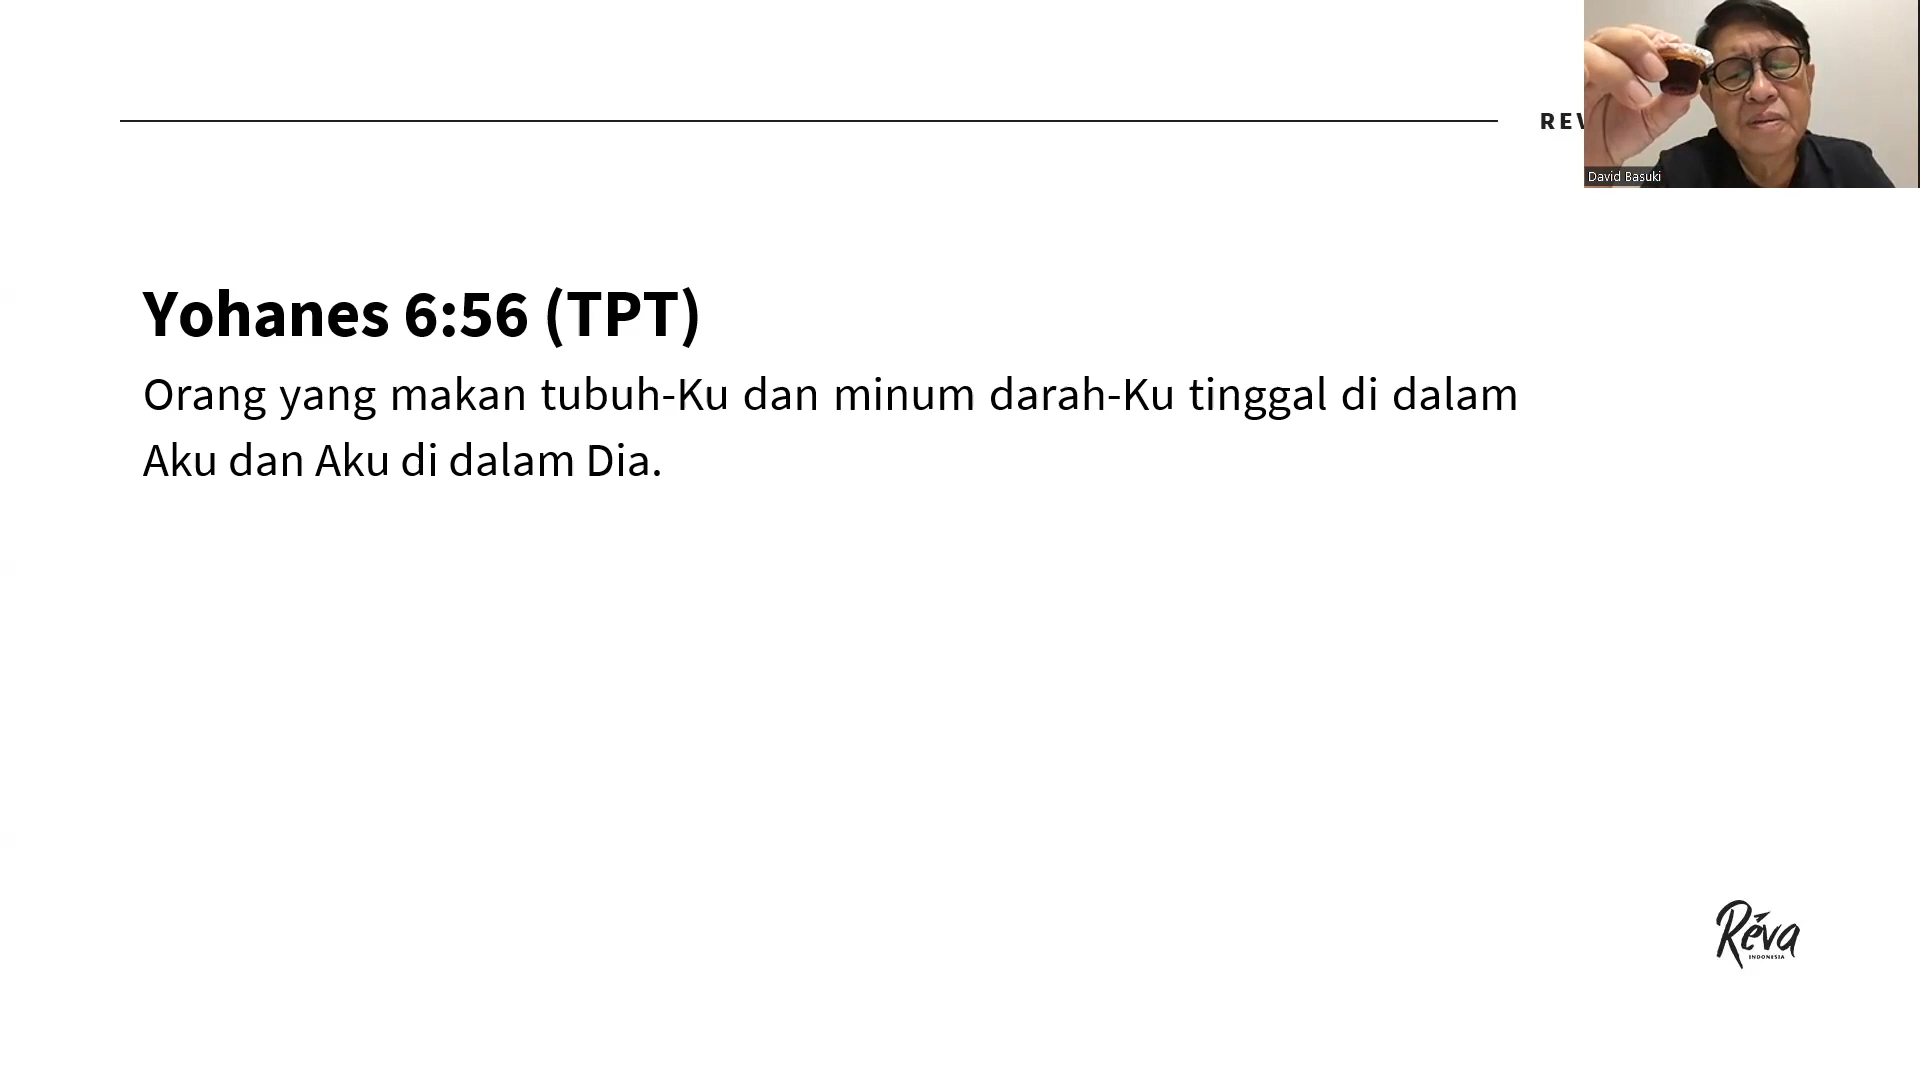 David Basuki
Yohanes 6:56 (TPT)
Orang yang makan tubuh-Ku dan minum darah-Ku tinggal di dalam
Aku dan Aku di dalam Dia.
Réva
INDONESIA